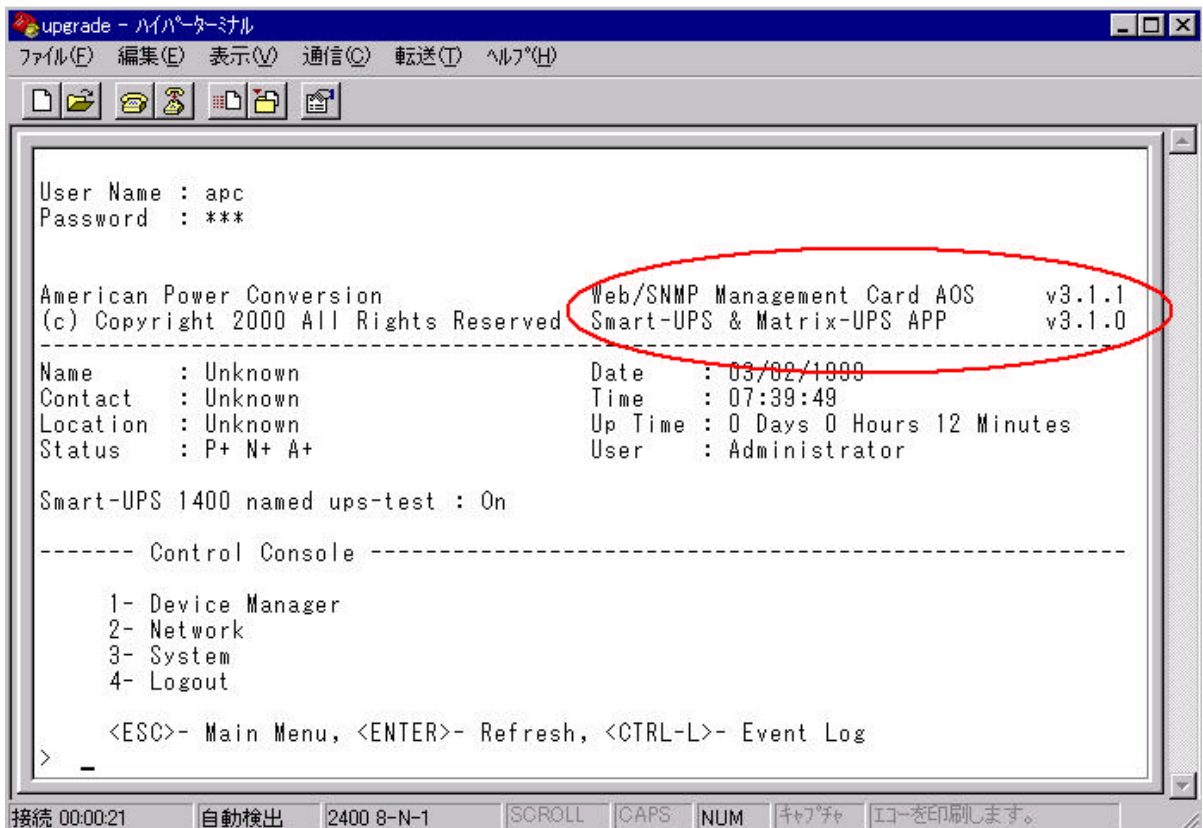 upgrade - ﾊｲﾊﾟｰﾀｰﾐﾅﾙ
ﾌｧｲﾙ(F) 編集(E) 表示(V) 通信(C) 転送(T) ﾍﾙﾌﾟ(H)
User Name : apc
Password : ***
American Power Conversion Web/SNMP Management Card AOS v3.1.1
(c) Copyright 2000 All Rights Reserved Smart-UPS & Matrix-UPS APP v3.1.0
-------------------------------------------------------------------------------
Name : Unknown Date : 03/02/1999
Contact : Unknown Time : 07:39:49
Location : Unknown Up Time : 0 Days 0 Hours 12 Minutes
Status : P+ N+ A+ User : Administrator
Smart-UPS 1400 named ups-test : On
------- Control Console -------------------------------------------------------
1- Device Manager
2- Network
3- System
4- Logout
<ESC>- Main Menu, <ENTER>- Refresh, <CTRL-L>- Event Log
> _
接続 00:00:21 自動検出 2400 8-N-1 SCROLL CAPS NUM ｷｬﾌﾟﾁｬ ｴｺｰを印刷します。